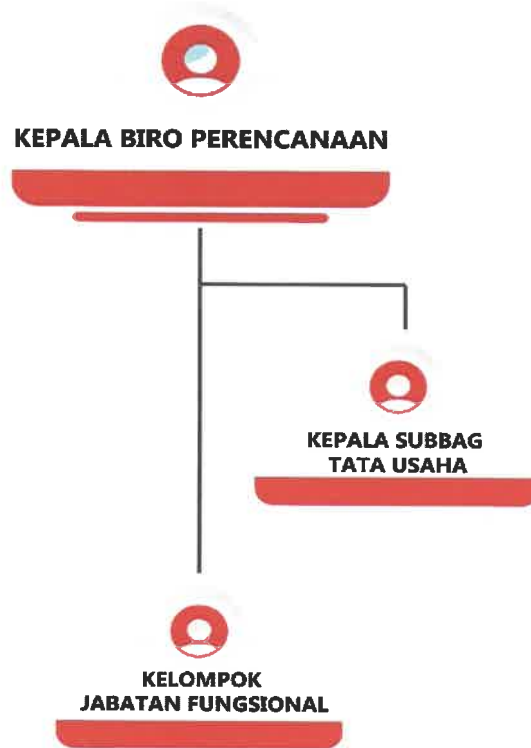 KEPALA BIRO PERENCANAAN
KEPALA SUBBAG
TATA USAHA
KELOMPOK
JABATAN FUNGSIONAL